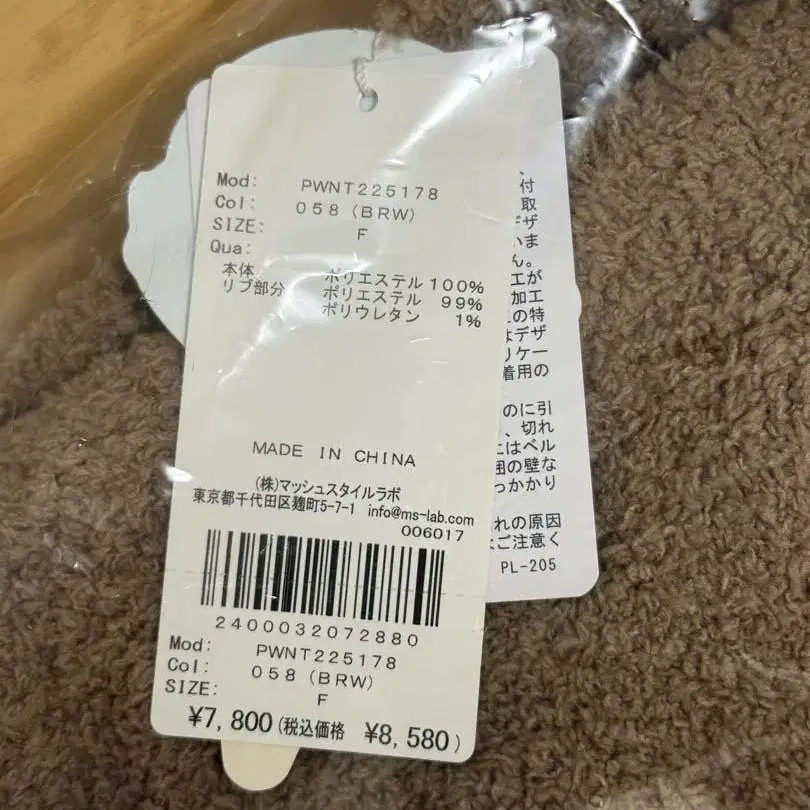 Mod: PWNT225178
Col: 058(BRW)
SIZE: F
Qua:
本体 ポリエステル 100%
リブ部分 ポリエステル 99%
ポリウレタン 1%
MADE IN CHINA
(株)マッシュスタイルラボ
東京都千代田区麹町5-7-1 info@ms-lab.com
006017
2400032072880
Mod: PWNT225178
Col: 058(BRW)
SIZE: F
¥7,800(税込価格 ¥8,580)
付
取
デザ
いま
ん。
工が
加工
の特
はデザ
リケー
着用の
のに引
、切れ
はベル
囲の壁な
っかかり
れの原因
ご注意く
PL-205